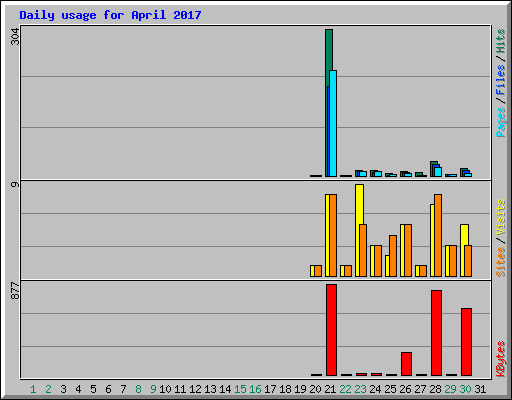 Daily usage for April 2017
304
9
877
Pages / Files / Hits
Sites / Visits
KBytes
1 2 3 4 5 6 7 8 9 10 11 12 13 14 15 16 17 18 19 20 21 22 23 24 25 26 27 28 29 30 31